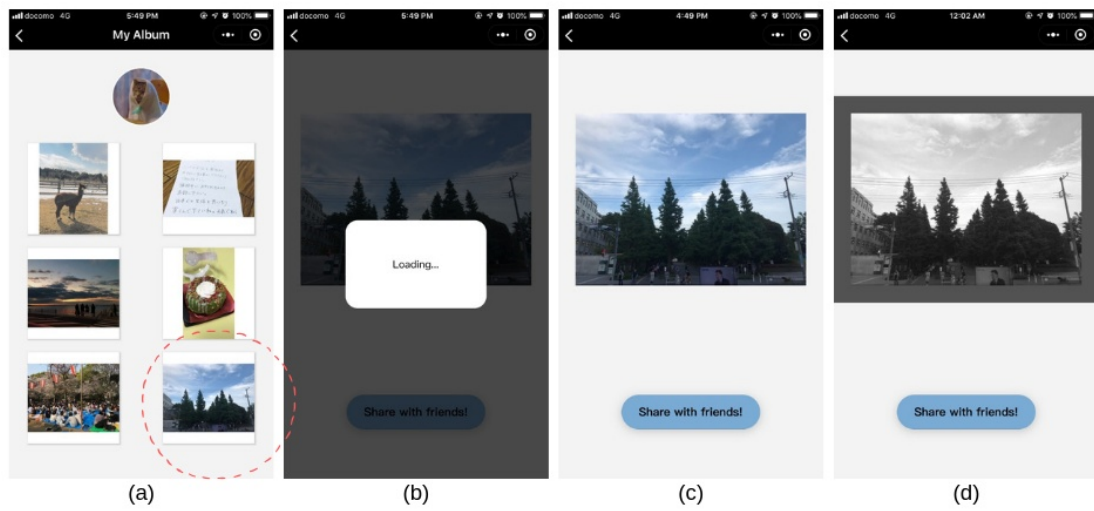 docomo 4G 5:49 PM 100%
My Album
(a)
docomo 4G 5:49 PM 100%
Loading...
Share with friends!
(b)
docomo 4G 4:49 PM 100%
Share with friends!
(c)
docomo 4G 12:02 AM 100%
Share with friends!
(d)